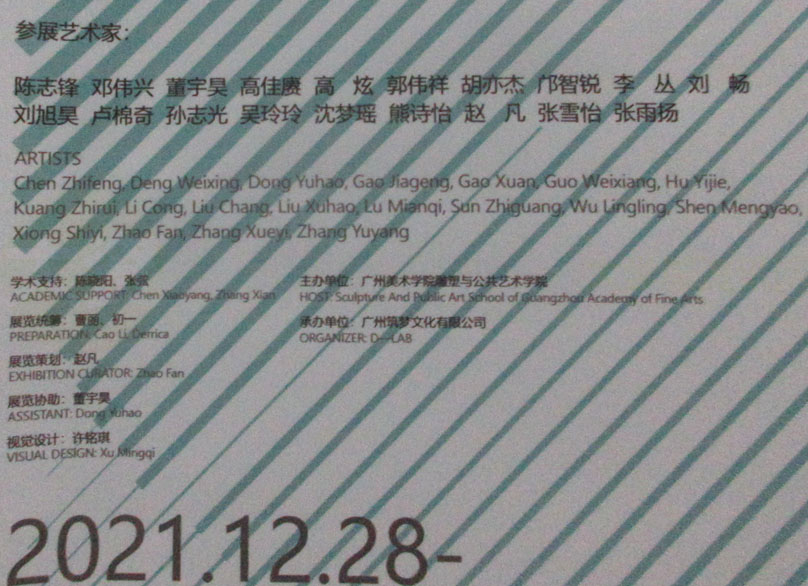 参展艺术家：
陈志锋 邓伟兴 董宇昊 高佳赓 高 炫 郭伟祥 胡亦杰 邝智锐 李 丛 刘 畅
刘旭昊 卢棉奇 孙志光 吴玲玲 沈梦瑶 熊诗怡 赵 凡 张雪怡 张雨扬
ARTISTS
Chen Zhifeng, Deng Weixing, Dong Yuhao, Gao Jiageng, Gao Xuan, Guo Weixiang, Hu Yijie,
Kuang Zhirui, Li Cong, Liu Chang, Liu Xuhao, Lu Mianqi, Sun Zhiguang, Wu Lingling, Shen Mengyao,
Xiong Shiyi, Zhao Fan, Zhang Xueyi, Zhang Yuyang
学术支持：陈晓阳、张弦
ACADEMIC SUPPORT: Chen Xiaoyang, Zhang Xian
展览统筹：曹丽、初一
PREPARATION: Cao Li, Derrica
展览策划：赵凡
EXHIBITION CURATOR: Zhao Fan
展览协助：董宇昊
ASSISTANT: Dong Yuhao
视觉设计：许铭琪
VISUAL DESIGN: Xu Mingqi
主办单位：广州美术学院雕塑与公共艺术学院
HOST: Sculpture And Public Art School of Guangzhou Academy of Fine Arts
承办单位：广州筑梦文化有限公司
ORGANIZER: D---LAB
2021.12.28-